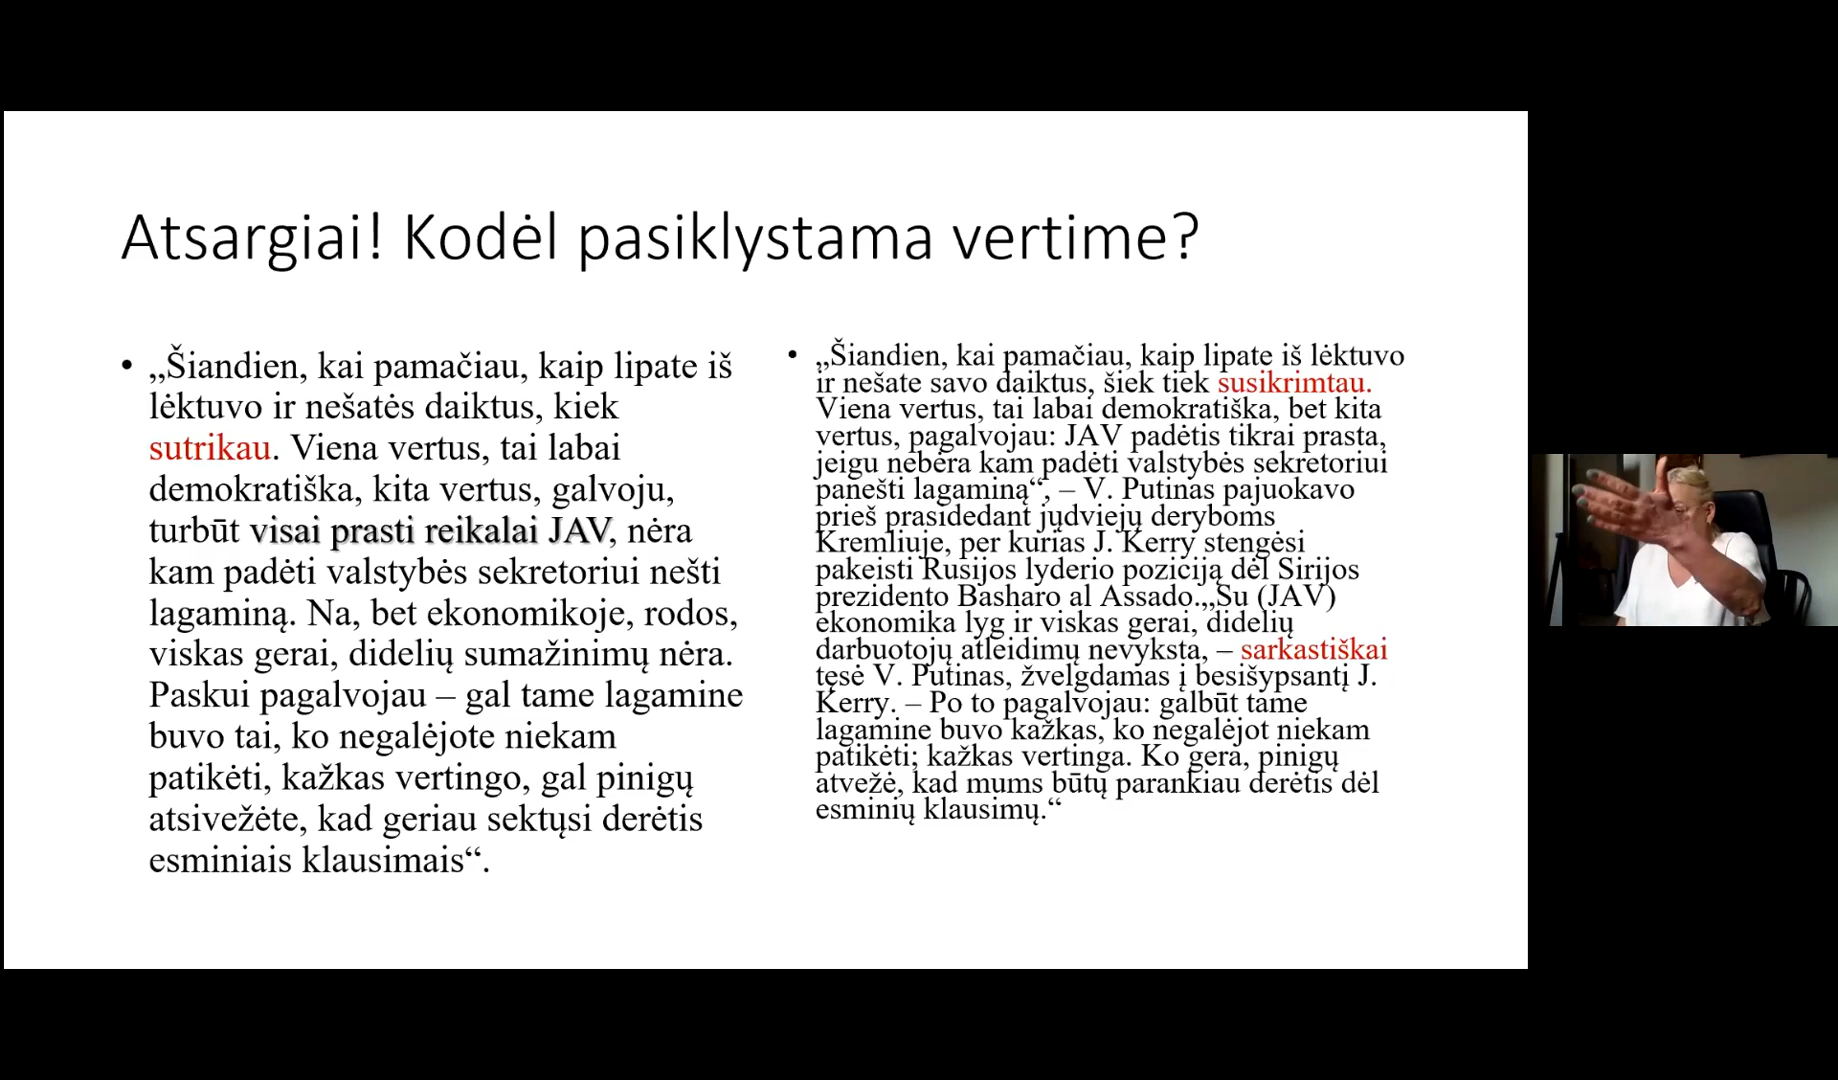 Atsargiai! Kodėl pasiklystama vertime?
• „Šiandien, kai pamačiau, kaip lipate iš
lėktuvo ir nešatės daiktus, kiek
sutrikau. Viena vertus, tai labai
demokratiška, kita vertus, galvoju,
turbūt visai prasti reikalai JAV, nėra
kam padėti valstybės sekretoriui nešti
lagaminą. Na, bet ekonomikoje, rodos,
viskas gerai, didelių sumažinimų nėra.
Paskui pagalvojau – gal tame lagamine
buvo tai, ko negalėjote niekam
patikėti, kažkas vertingo, gal pinigų
atsivežėte, kad geriau sektųsi derėtis
esminiais klausimais“.
• „Šiandien, kai pamačiau, kaip lipate iš lėktuvo
ir nešate savo daiktus, šiek tiek susikrimtau.
Viena vertus, tai labai demokratiška, bet kita
vertus, pagalvojau: JAV padėtis tikrai prasta,
jeigu nebėra kam padėti valstybės sekretoriui
panešti lagaminą“, – V. Putinas pajuokavo
prieš prasidedant jųdviejų deryboms
Kremliuje, per kurias J. Kerry stengėsi
pakeisti Rusijos lyderio poziciją dėl Sirijos
prezidento Basharo al Assado.„Su (JAV)
ekonomika lyg ir viskas gerai, didelių
darbuotojų atleidimų nevyksta, – sarkastiškai
tęsė V. Putinas, žvelgdamas į besišypsantį J.
Kerry. – Po to pagalvojau: galbūt tame
lagamine buvo kažkas, ko negalėjot niekam
patikėti; kažkas vertinga. Ko gera, pinigų
atvežė, kad mums būtų parankiau derėtis dėl
esminių klausimų.“